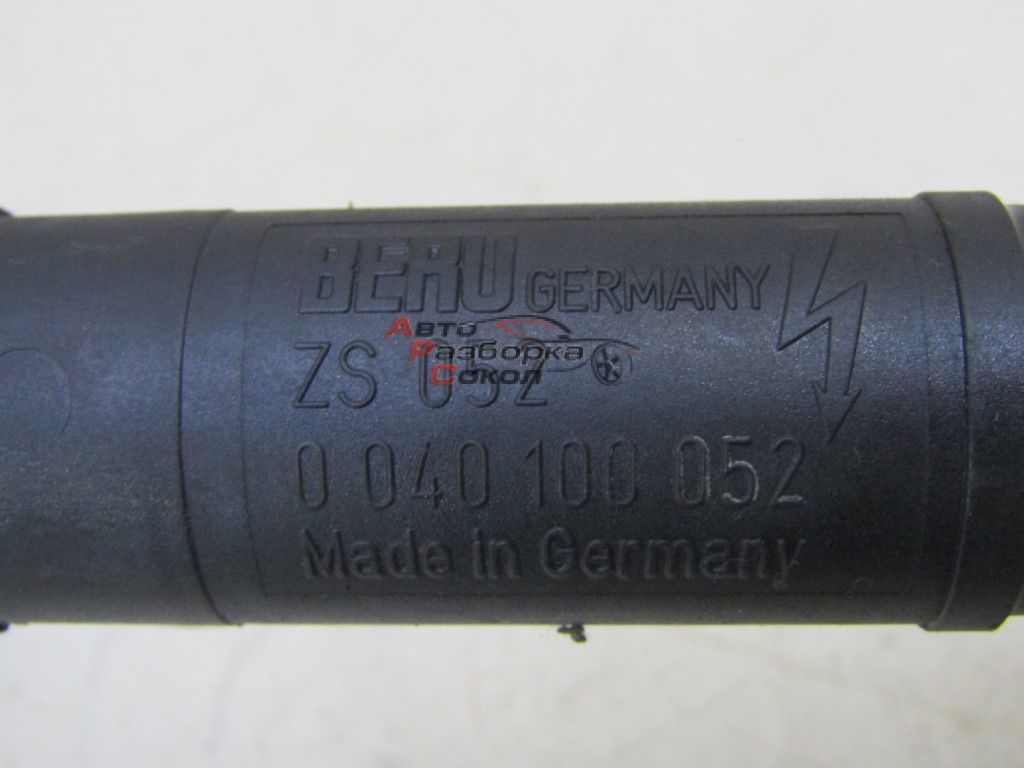 BERU GERMANY
ZS 052
Авто
Разборка
Сокол
0 040 100 052
Made in Germany